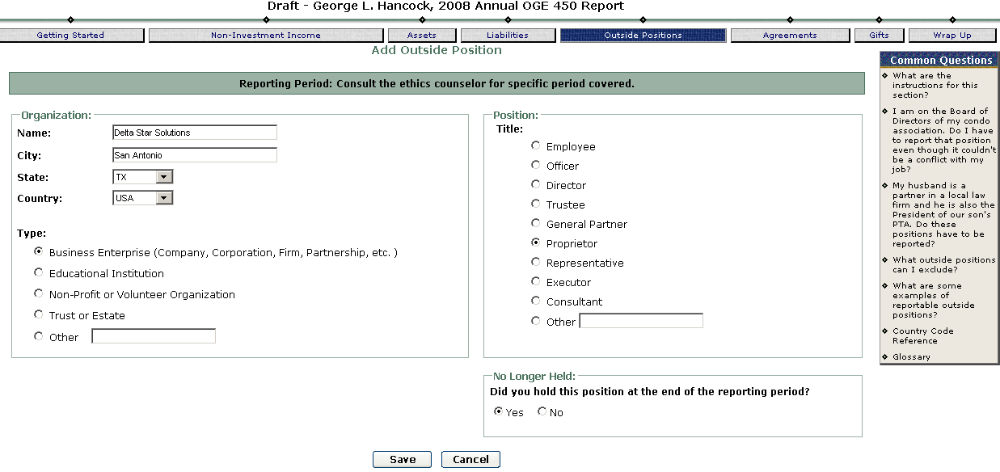 Draft - George L. Hancock, 2008 Annual OGE 450 Report
Getting Started
Non-Investment Income
Assets
Liabilities
Outside Positions
Agreements
Gifts
Wrap Up
Add Outside Position
Reporting Period: Consult the ethics counselor for specific period covered.
Organization:
Name:
Delta Star Solutions
City:
San Antonio
State:
TX
Country:
USA
Type:
Business Enterprise (Company, Corporation, Firm, Partnership, etc. )
Educational Institution
Non-Profit or Volunteer Organization
Trust or Estate
Other
Position:
Title:
Employee
Officer
Director
Trustee
General Partner
Proprietor
Representative
Executor
Consultant
Other
No Longer Held:
Did you hold this position at the end of the reporting period?
Yes
No
Save
Cancel
Common Questions
What are the
instructions for this
section?
I am on the Board of
Directors of my condo
association. Do I have
to report that position
even though it couldn't
be a conflict with my
job?
My husband is a
partner in a local law
firm and he is also the
President of our son's
PTA. Do these
positions have to be
reported?
What outside positions
can I exclude?
What are some
examples of
reportable outside
positions?
Country Code
Reference
Glossary